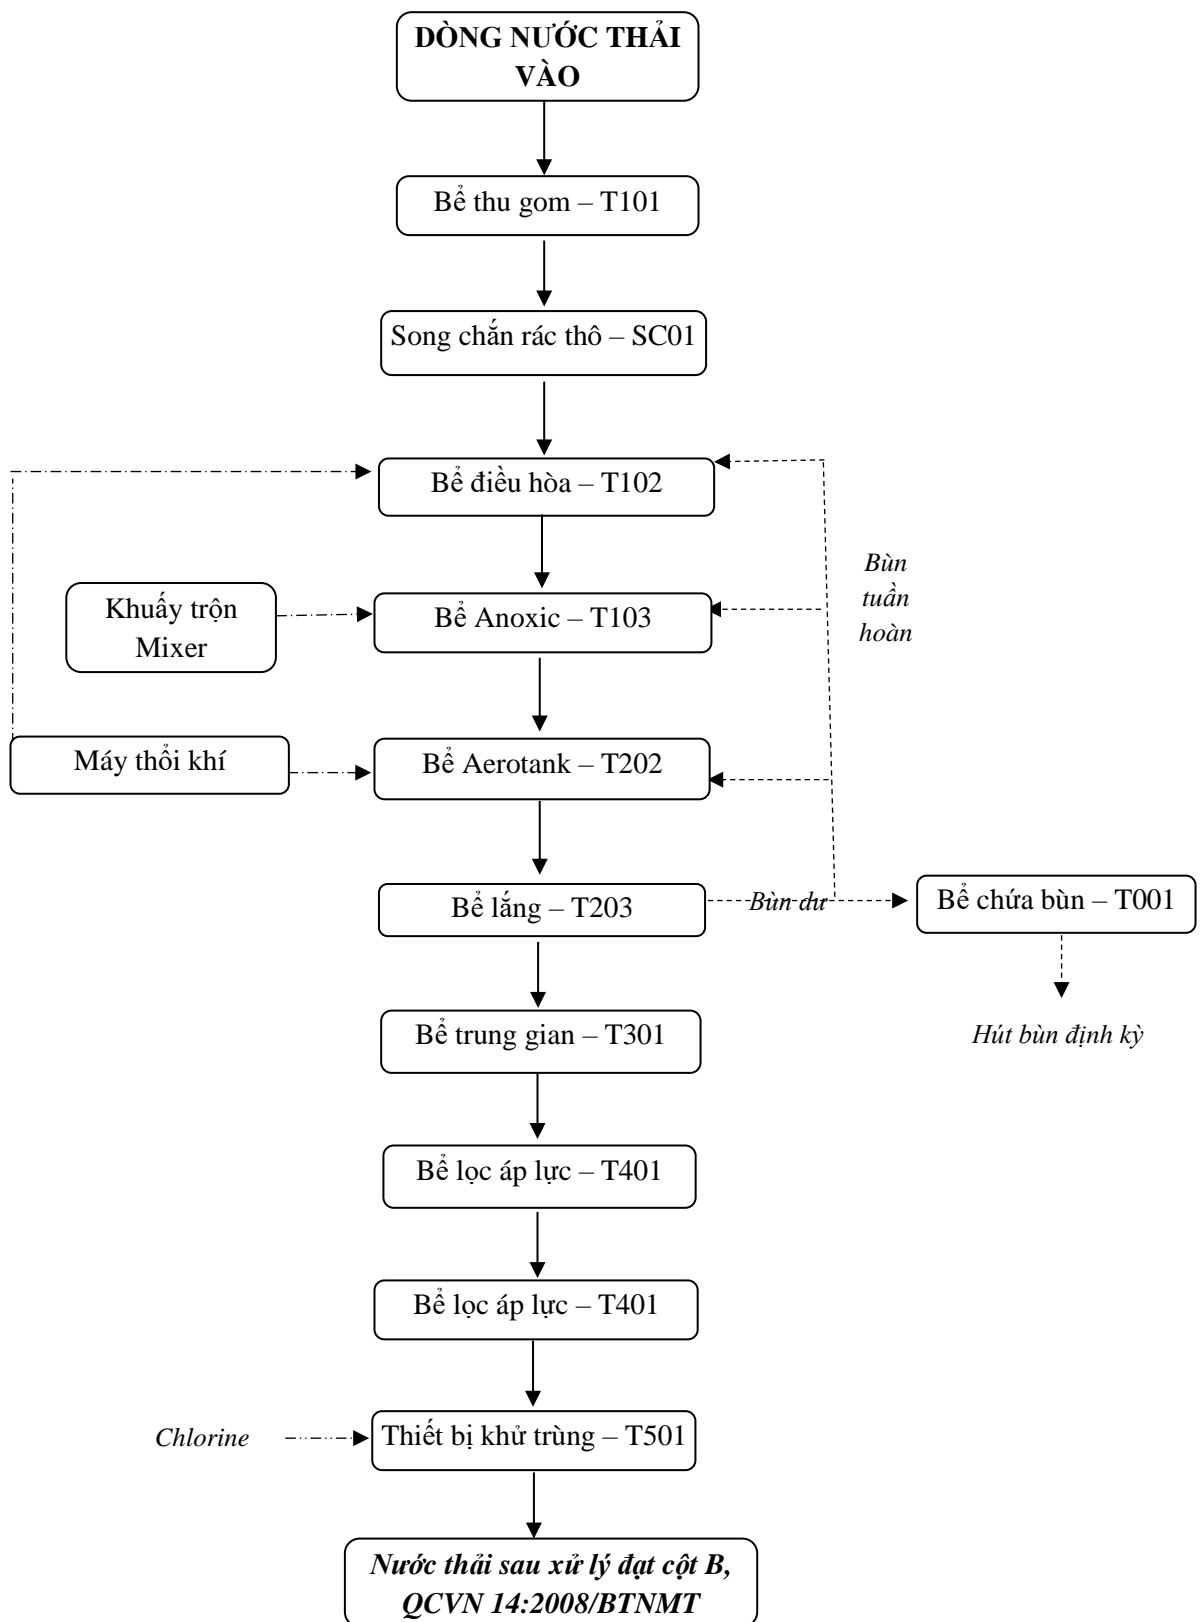 DÒNG NƯỚC THẢI
VÀO
Bể thu gom – T101
Song chắn rác thô – SC01
Bể điều hòa – T102
Bùn
tuần
hoàn
Khuấy trộn
Mixer
Bể Anoxic – T103
Máy thổi khí
Bể Aerotank – T202
Bể lắng – T203
Bùn dư
Bể chứa bùn – T001
Bể trung gian – T301
Hút bùn định kỳ
Bể lọc áp lực – T401
Bể lọc áp lực – T401
Chlorine
Thiết bị khử trùng – T501
Nước thải sau xử lý đạt cột B,
QCVN 14:2008/BTNMT